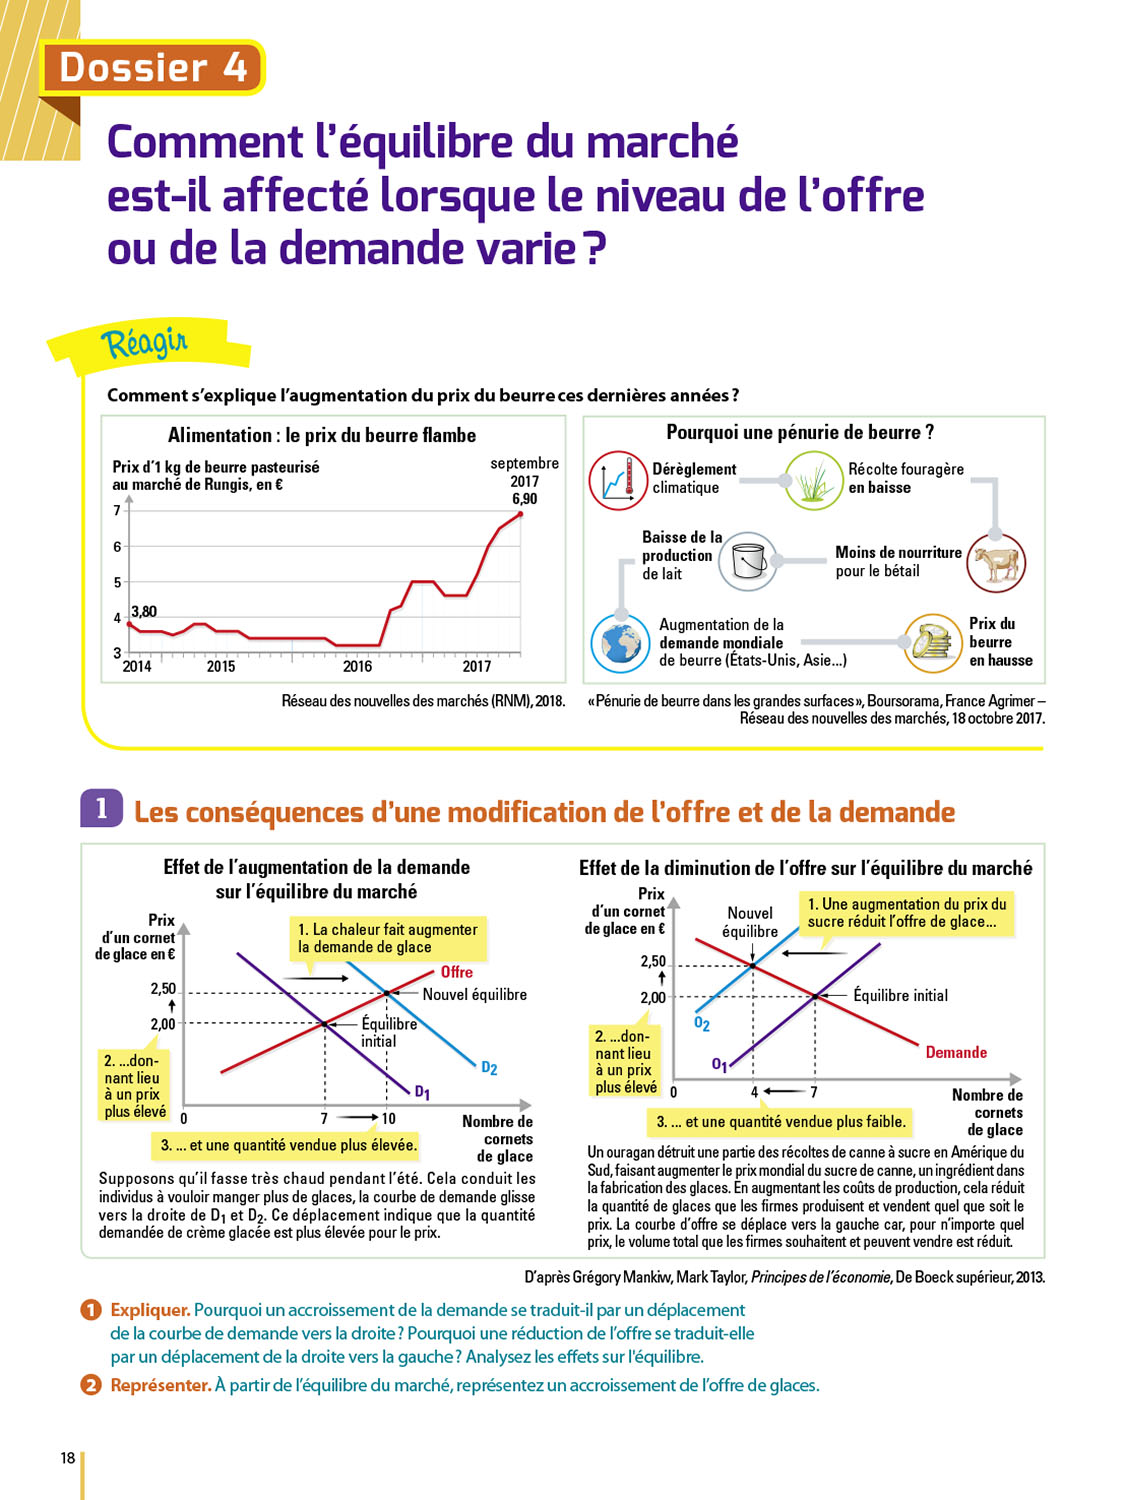 Dossier 4
Comment l'équilibre du marché
est-il affecté lorsque le niveau de l'offre
ou de la demande varie ?
Réagir
Comment s'explique l'augmentation du prix du beurre ces dernières années ?
Alimentation : le prix du beurre flambe
Prix d'1 kg de beurre pasteurisé
au marché de Rungis, en €
septembre
2017
6,90
7
6
5
4
3
3,80
2014
2015
2016
2017
Réseau des nouvelles des marchés (RNM), 2018.
Pourquoi une pénurie de beurre ?
Dérèglement
climatique
Récolte fouragère
en baisse
Baisse de la
production
de lait
Moins de nourriture
pour le bétail
Augmentation de la
demande mondiale
de beurre (États-Unis, Asie...)
Prix du
beurre
en hausse
« Pénurie de beurre dans les grandes surfaces », Boursorama, France Agrimer –
Réseau des nouvelles des marchés, 18 octobre 2017.
1 Les conséquences d'une modification de l'offre et de la demande
Effet de l'augmentation de la demande
sur l'équilibre du marché
Prix
d'un cornet
de glace en €
1. La chaleur fait augmenter
la demande de glace
Offre
2,50
Nouvel équilibre
2,00
Équilibre
initial
2. ...don-
nant lieu
à un prix
plus élevé
D2
D1
0
7
10
Nombre de
cornets
de glace
3. ... et une quantité vendue plus élevée.
Supposons qu'il fasse très chaud pendant l'été. Cela conduit les
individus à vouloir manger plus de glaces, la courbe de demande glisse
vers la droite de D1 et D2. Ce déplacement indique que la quantité
demandée de crème glacée est plus élevée pour le prix.
Effet de la diminution de l'offre sur l'équilibre du marché
Prix
d'un cornet
de glace en €
Nouvel
équilibre
1. Une augmentation du prix du
sucre réduit l'offre de glace...
2,50
2,00
Équilibre initial
O2
2. ...don-
nant lieu
à un prix
plus élevé
Demande
O1
0
4
7
Nombre de
cornets
de glace
3. ... et une quantité vendue plus faible.
Un ouragan détruit une partie des récoltes de canne à sucre en Amérique du
Sud, faisant augmenter le prix mondial du sucre de canne, un ingrédient dans
la fabrication des glaces. En augmentant les coûts de production, cela réduit
la quantité de glaces que les firmes produisent et vendent quel que soit le
prix. La courbe d'offre se déplace vers la gauche car, pour n'importe quel
prix, le volume total que les firmes souhaitent et peuvent vendre est réduit.
D'après Grégory Mankiw, Mark Taylor, Principes de l'économie, De Boeck supérieur, 2013.
1 Expliquer. Pourquoi un accroissement de la demande se traduit-il par un déplacement
de la courbe de demande vers la droite ? Pourquoi une réduction de l'offre se traduit-elle
par un déplacement de la droite vers la gauche ? Analysez les effets sur l'équilibre.
2 Représenter. À partir de l'équilibre du marché, représentez un accroissement de l'offre de glaces.
18